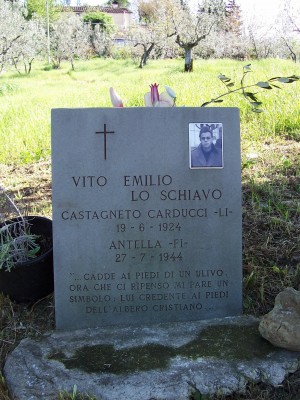 VITO EMILIO
LO SCHIAVO
CASTAGNETO CARDUCCI -LI-
19-6-1924
ANTELLA -FI-
27-7-1944
"...CADDE AI PIEDI DI UN ULIVO.
ORA CHE CI RIPENSO MI PARE UN
SIMBOLO: LUI CREDENTE AI PIEDI
DELL'ALBERO CRISTIANO...